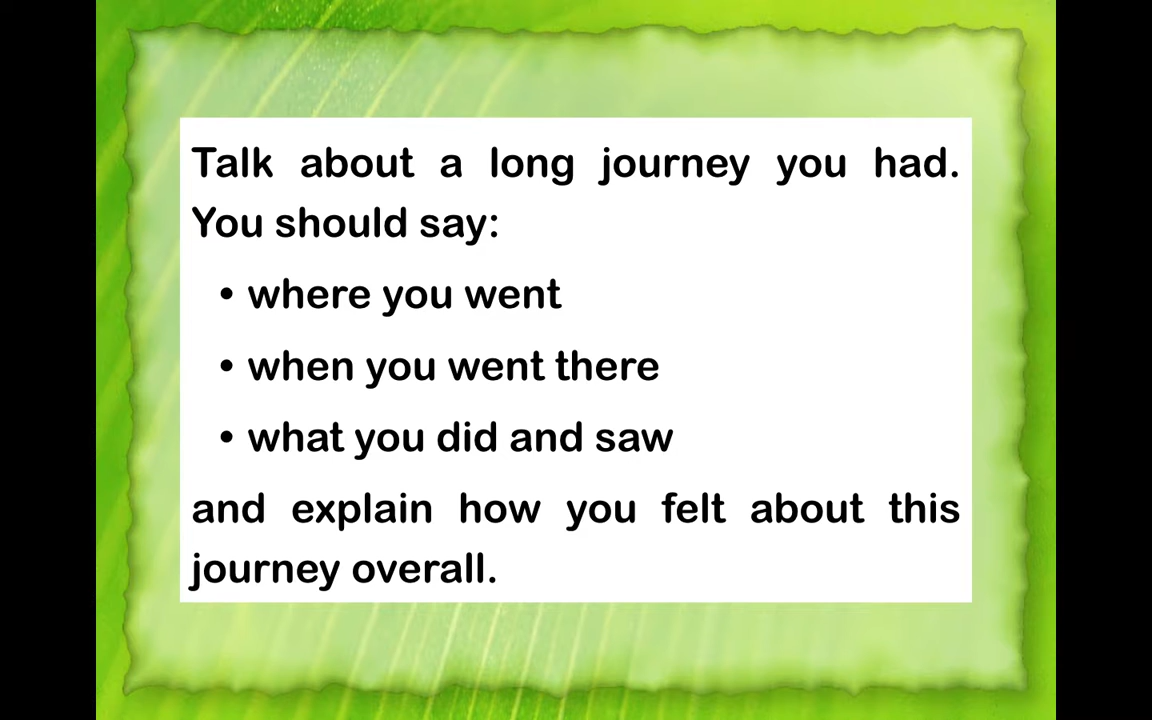 Talk about a long journey you had.
You should say:
• where you went
• when you went there
• what you did and saw
and explain how you felt about this
journey overall.